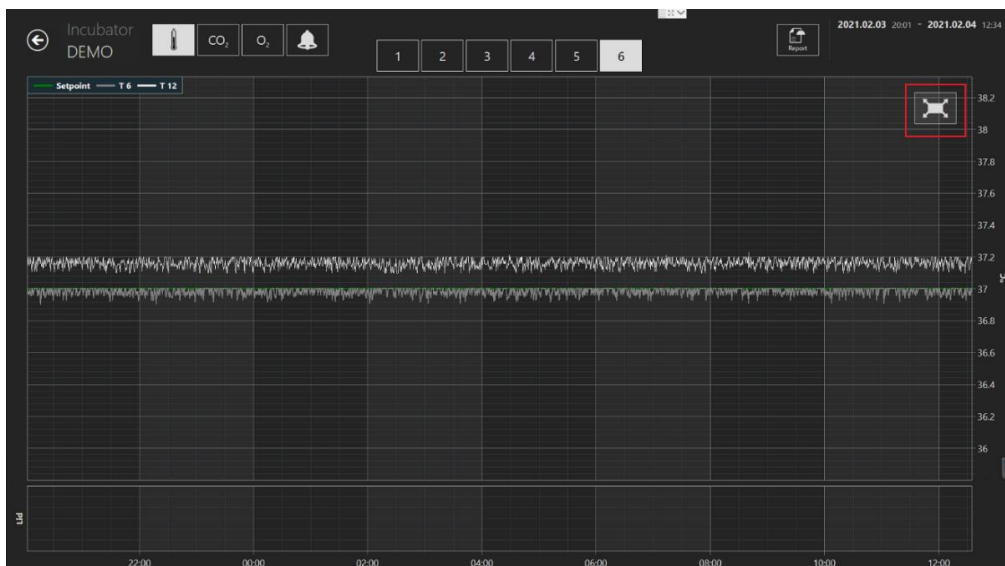 Incubator
DEMO
CO2
O2
1 2 3 4 5 6
Report
2021.02.03 20:01 - 2021.02.04 12:34
Setpoint T 6 T 12
38.2
38
37.8
37.6
37.4
37.2
°C
37
36.8
36.6
36.4
36.2
36
Lid
22:00 00:00 02:00 04:00 06:00 08:00 10:00 12:00